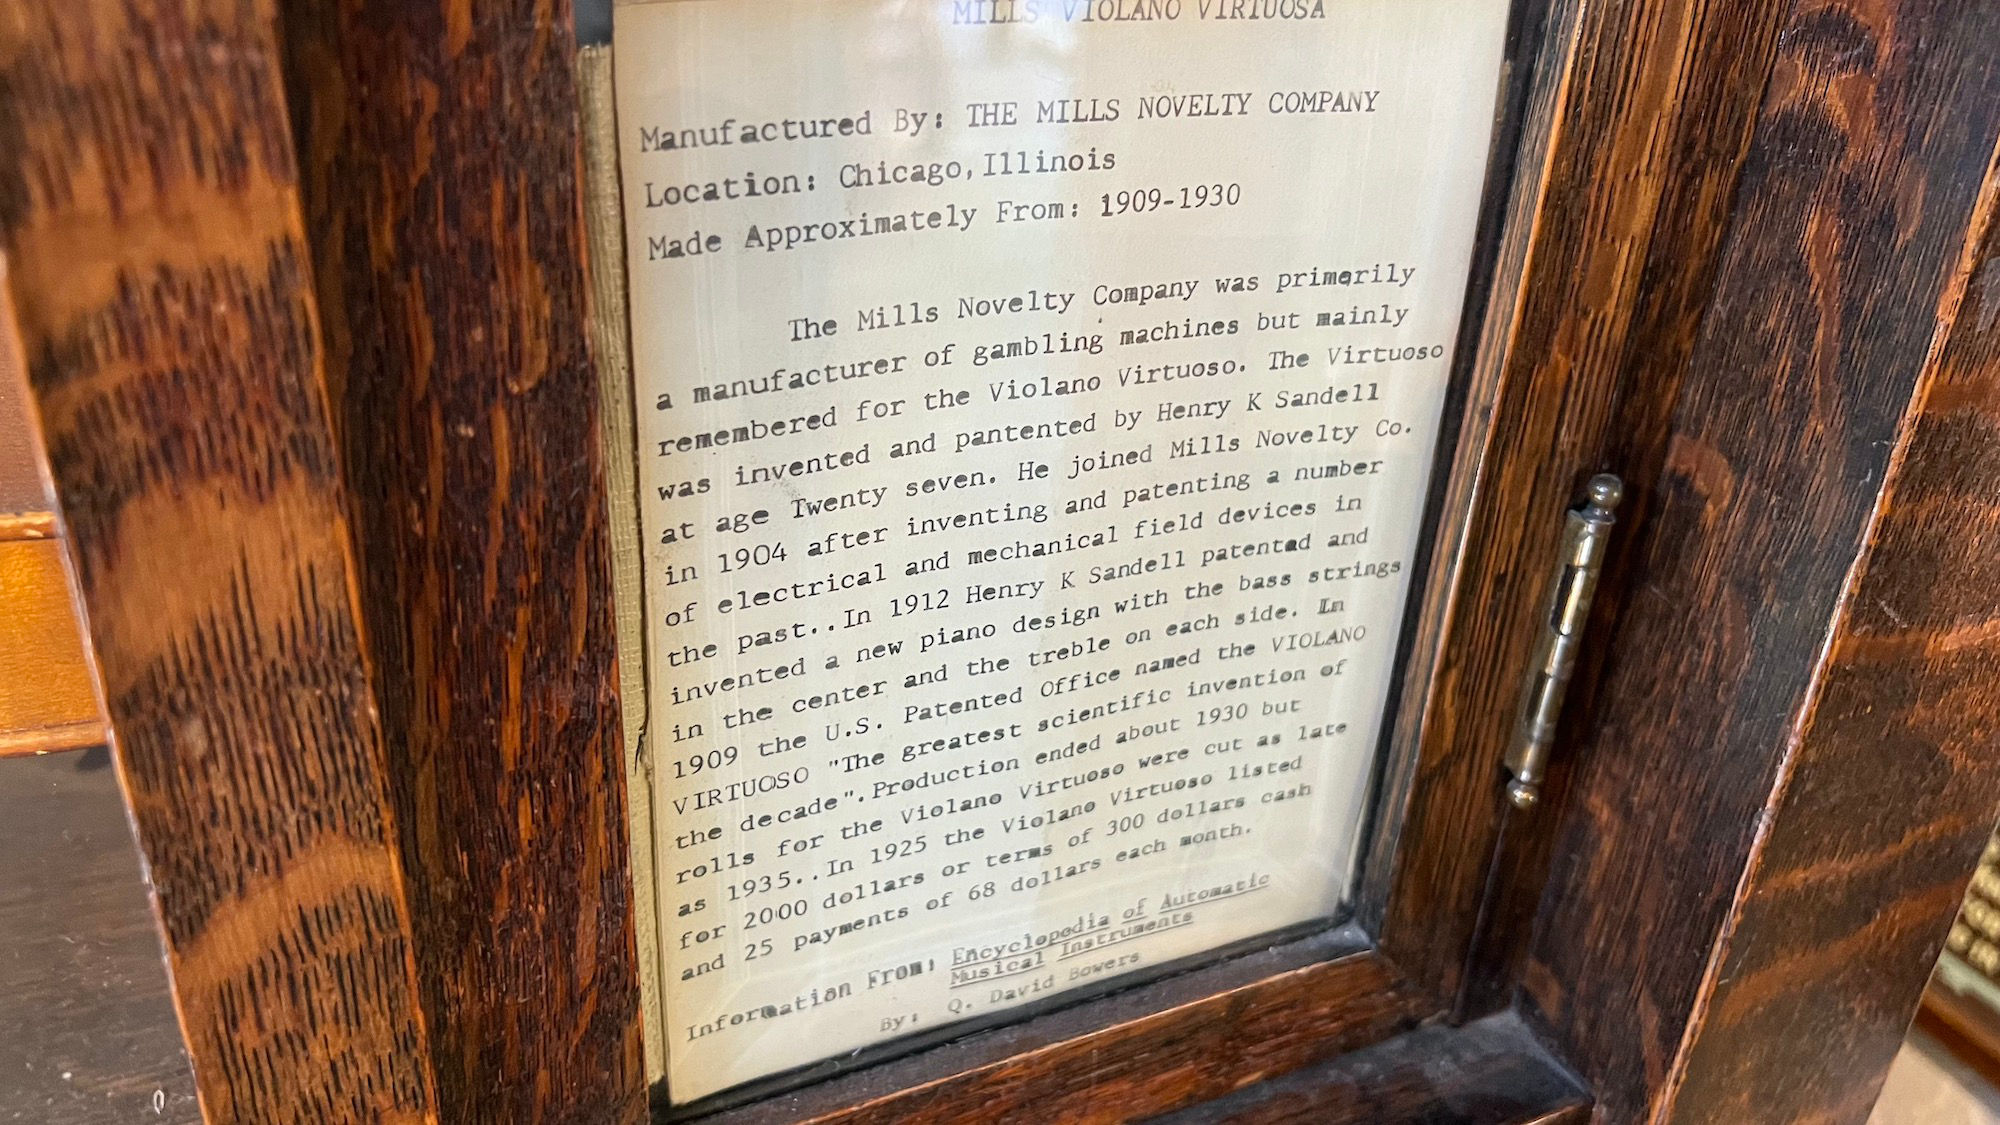 MILLS VIOLANO VIRTUOSA
Manufactured By: THE MILLS NOVELTY COMPANY
Location: Chicago,Illinois
Made Approximately From: 1909-1930
The Mills Novelty Company was primarily
a manufacturer of gambling machines but mainly
remembered for the Violano Virtuoso. The Virtuoso
was invented and pantented by Henry K Sandell
at age Twenty seven. He joined Mills Novelty Co.
in 1904 after inventing and patenting a number
of electrical and mechanical field devices in
the past..In 1912 Henry K Sandell patented and
invented a new piano design with the bass strings
in the center and the treble on each side. In
1909 the U.S. Patented Office named the VIOLANO
VIRTUOSO "The greatest scientific invention of
the decade".Production ended about 1930 but
rolls for the Violano Virtuoso were cut as late
as 1935..In 1925 the Violano Virtuoso listed
for 2000 dollars or terms of 300 dollars cash
and 25 payments of 68 dollars each month.
Information From: Encyclopedia of Automatic
Musical Instruments
By: Q. David Bowers